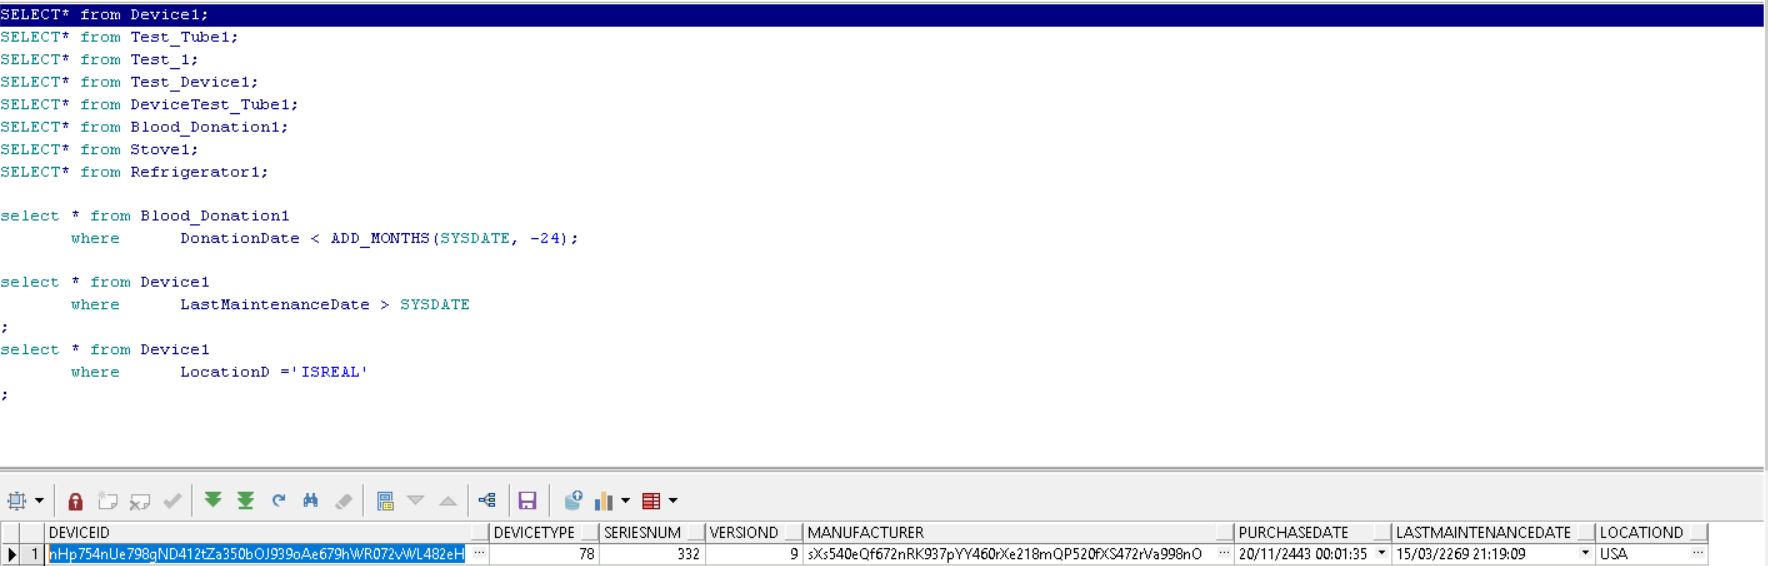 SELECT* from Device1;
SELECT* from Test_Tube1;
SELECT* from Test_1;
SELECT* from Test_Device1;
SELECT* from DeviceTest_Tube1;
SELECT* from Blood_Donation1;
SELECT* from Stove1;
SELECT* from Refrigerator1;
select * from Blood_Donation1
where DonationDate < ADD_MONTHS(SYSDATE, -24);
select * from Device1
where LastMaintenanceDate > SYSDATE
;
select * from Device1
where LocationD ='ISREAL'
;
DEVICEID DEVICETYPE SERIESNUM VERSIOND MANUFACTURER PURCHASEDATE LASTMAINTENANCEDATE LOCATIOND
1 nHp754nUe798gND412tZa350bOJ939oAe679hWR072vWL482eH ... 78 332 9 sXs540eQf672nRK937pYY460rXe218mQP520fXS472rVa998nO ... 20/11/2443 00:01:35 15/03/2269 21:19:09 USA ...